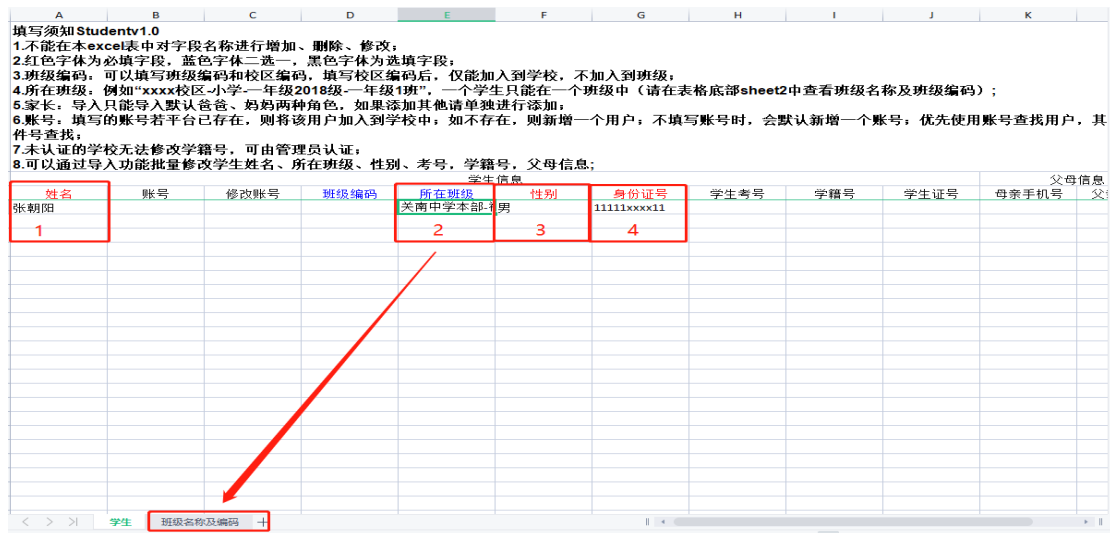 A B C D E F G H I J K
填写须知Studentv1.0
1.不能在本excel表中对字段名称进行增加、删除、修改；
2.红色字体为必填字段，蓝色字体二选一，黑色字体为选填字段；
3.班级编码：可以填写班级编码和校区编码，填写校区编码后，仅能加入到学校，不加入到班级；
4.所在班级：例如“xxxx校区-小学-一年级2018级-一年级1班”，一个学生只能在一个班级中（请在表格底部sheet2中查看班级名称及班级编码）；
5.家长：导入只能导入默认爸爸、妈妈两种角色，如果添加其他请单独进行添加；
6.账号：填写的账号若平台已存在，则将该用户加入到学校中；如不存在，则新增一个用户；不填写账号时，会默认新增一个账号；优先使用账号查找用户，其
件号查找；
7.未认证的学校无法修改学籍号，可由管理员认证；
8.可以通过导入功能批量修改学生姓名、所在班级、性别、考号，学籍号，父母信息;
学生信息 父母信息
姓名 账号 修改账号 班级编码 所在班级 性别 身份证号 学生考号 学籍号 学生证号 母亲手机号 父
张朝阳 关南中学本部- 男 11111xxxx11
1 2 3 4
学生 班级名称及编码 +